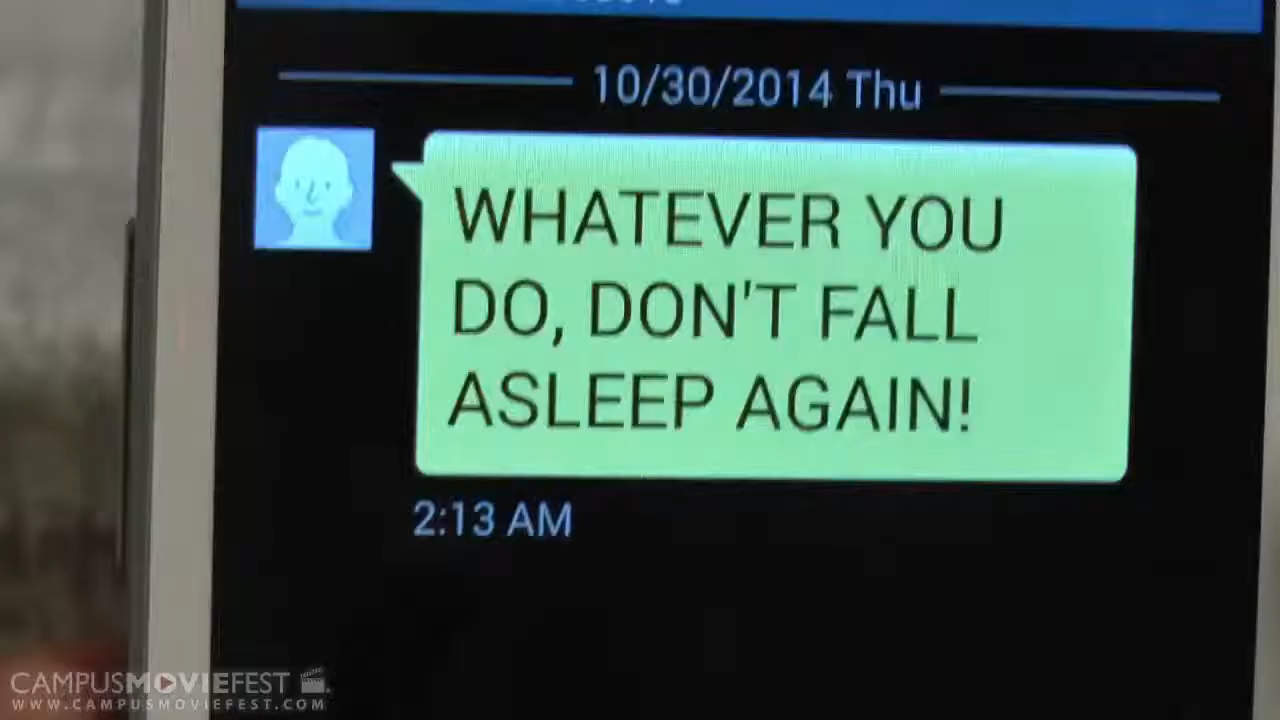 10/30/2014 Thu
WHATEVER YOU
DO, DON'T FALL
ASLEEP AGAIN!
2:13 AM
CAMPUSMOVIEFEST
WWW.CAMPUSMOVIEFEST.COM